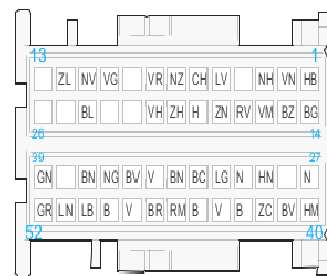 13 1
ZL NV VG VR NZ CH LV NH VN HB
BL VH ZH H ZN RV VM BZ BG
26 14
39 27
GN BN NG BW V BN BC LG N HN N
GR LN LB B V BR RM B V B ZC BV HM
52 40